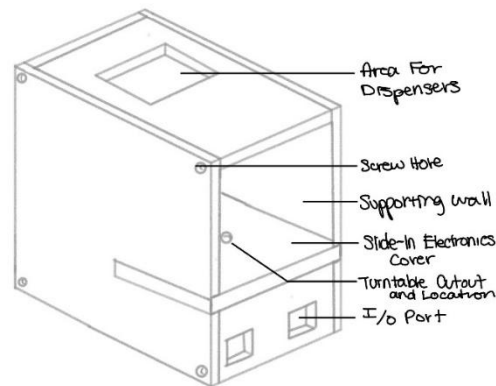 Area For
Dispensers
Screw Hole
Supporting Wall
Slide-In Electronics
Cover
Turntable Cutout
and Location
I/o Port